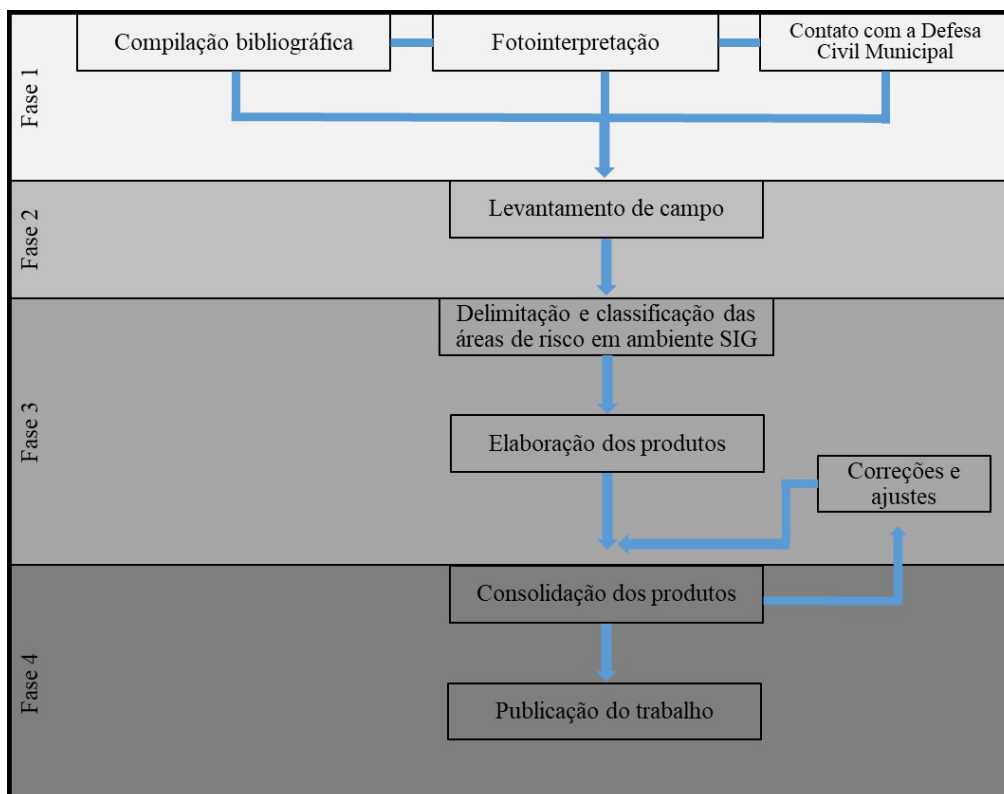 Fase 1
Compilação bibliográfica
Fotointerpretação
Contato com a Defesa
Civil Municipal
Fase 2
Levantamento de campo
Fase 3
Delimitação e classificação das
áreas de risco em ambiente SIG
Elaboração dos produtos
Correções e
ajustes
Fase 4
Consolidação dos produtos
Publicação do trabalho